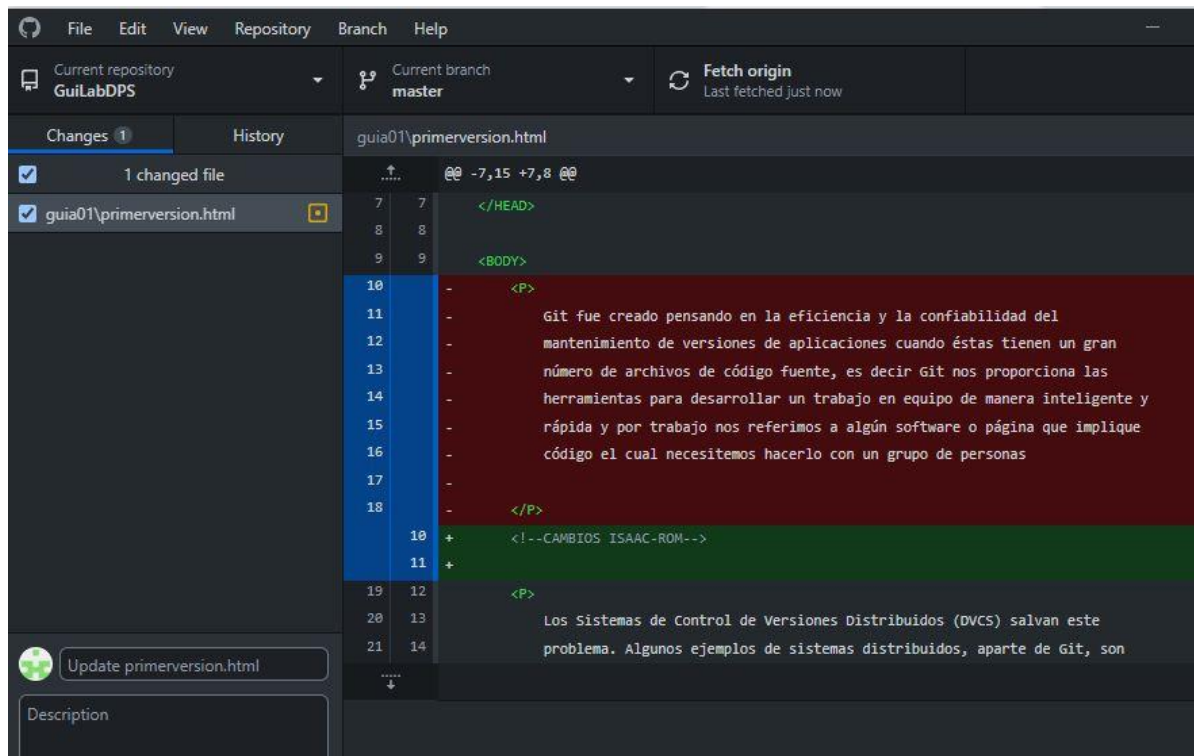 File Edit View Repository Branch Help
Current repository
GuiLabDPS
Current branch
master
Fetch origin
Last fetched just now
Changes 1 History
1 changed file
guia01\primerversion.html
guia01\primerversion.html
@@ -7,15 +7,8 @@
7 7 </HEAD>
8 8
9 9 <BODY>
10 - <P>
11 - Git fue creado pensando en la eficiencia y la confiabilidad del
12 - mantenimiento de versiones de aplicaciones cuando éstas tienen un gran
13 - número de archivos de código fuente, es decir Git nos proporciona las
14 - herramientas para desarrollar un trabajo en equipo de manera inteligente y
15 - rápida y por trabajo nos referimos a algún software o página que implique
16 - código el cual necesitemos hacerlo con un grupo de personas
17 -
18 - </P>
10 + <!--CAMBIOS ISAAC-ROM-->
11 +
19 12 <P>
20 13 Los Sistemas de Control de Versiones Distribuidos (DVCS) salvan este
21 14 problema. Algunos ejemplos de sistemas distribuidos, aparte de Git, son
Update primerversion.html
Description